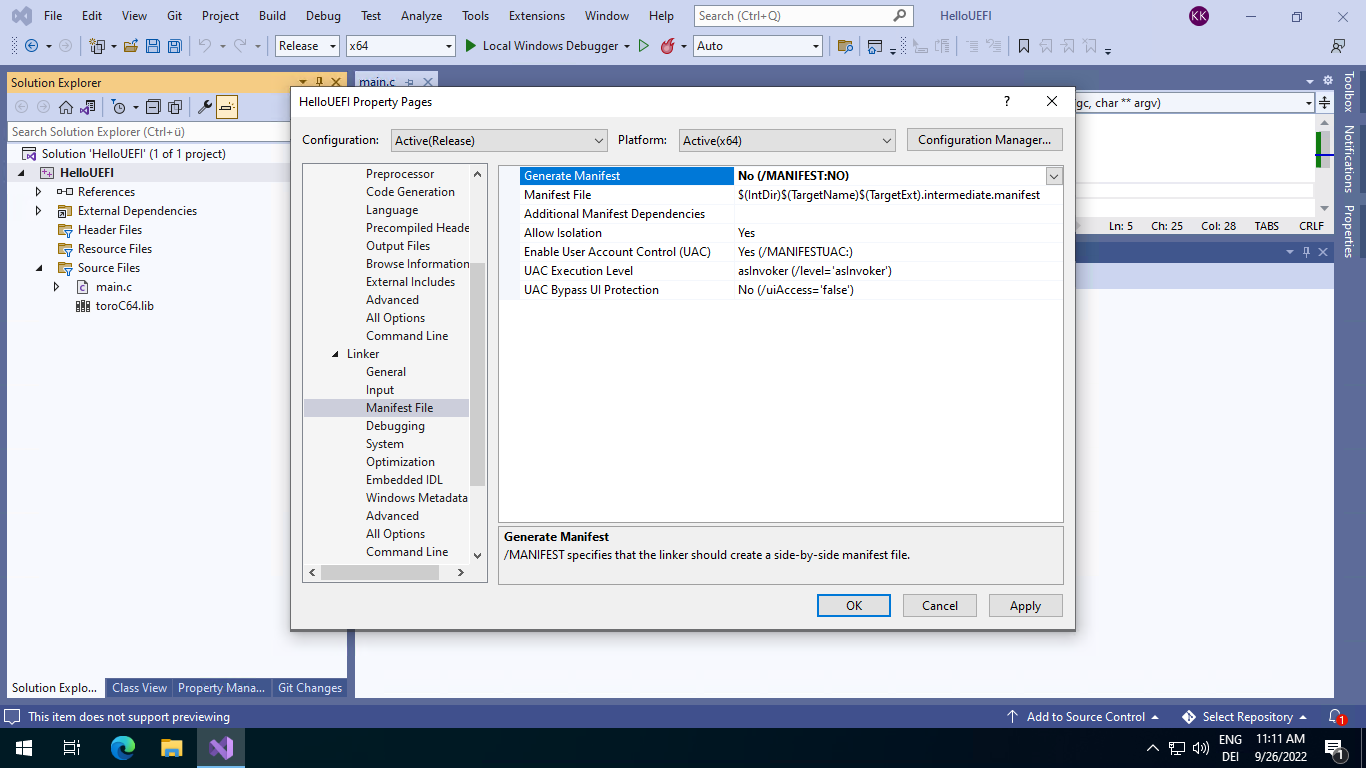 File Edit View Git Project Build Debug Test Analyze Tools Extensions Window Help Search (Ctrl+Q) HelloUEFI KK
Release x64 Local Windows Debugger Auto
Solution Explorer
main.c
Search Solution Explorer (Ctrl+ü)
Solution 'HelloUEFI' (1 of 1 project)
HelloUEFI
References
External Dependencies
Header Files
Resource Files
Source Files
main.c
toroC64.lib
HelloUEFI Property Pages ?
Configuration: Active(Release) Platform: Active(x64) Configuration Manager...
Preprocessor
Code Generation
Language
Precompiled Heade
Output Files
Browse Information
External Includes
Advanced
All Options
Command Line
Linker
General
Input
Manifest File
Debugging
System
Optimization
Embedded IDL
Windows Metadata
Advanced
All Options
Command Line
Generate Manifest No (/MANIFEST:NO)
Manifest File $(IntDir)$(TargetName)$(TargetExt).intermediate.manifest
Additional Manifest Dependencies
Allow Isolation Yes
Enable User Account Control (UAC) Yes (/MANIFESTUAC:)
UAC Execution Level asInvoker (/level='asInvoker')
UAC Bypass UI Protection No (/uiAccess='false')
Generate Manifest
/MANIFEST specifies that the linker should create a side-by-side manifest file.
OK Cancel Apply
gc, char ** argv)
Ln: 5 Ch: 25 Col: 28 TABS CRLF
Toolbox
Notifications
Properties
Solution Explo... Class View Property Mana... Git Changes
This item does not support previewing Add to Source Control Select Repository 1
ENG 11:11 AM
DEI 9/26/2022 1